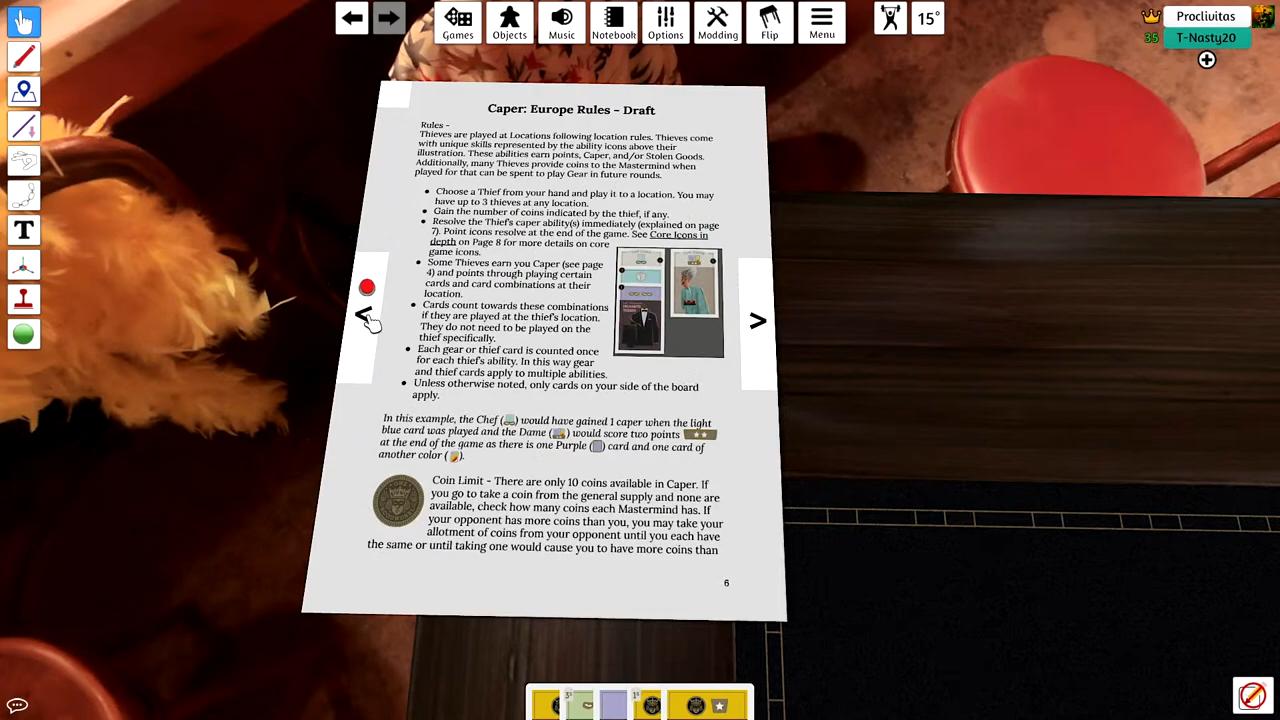 Games
Objects
Music
Notebook
Options
Modding
Flip
Menu
15°
Proclivitas
35
T-Nasty20
T
Caper: Europe Rules – Draft
Rules –
Thieves are played at Locations following location rules. Thieves come
with unique skills represented by the ability icons above their
illustration. These abilities earn points, Caper, and/or Stolen Goods.
Additionally, many Thieves provide coins to the Mastermind when
played for that can be spent to play Gear in future rounds.
• Choose a Thief from your hand and play it to a location. You may
have up to 3 thieves at any location.
• Gain the number of coins indicated by the thief, if any.
• Resolve the Thief's caper ability(s) immediately (explained on page
7). Point icons resolve at the end of the game. See Core Icons in
depth on Page 8 for more details on core
game icons.
• Some Thieves earn you Caper (see page
4) and points through playing certain
cards and card combinations at their
location.
• Cards count towards these combinations
if they are played at the thief's location.
They do not need to be played on the
thief specifically.
• Each gear or thief card is counted once
for each thief's ability. In this way gear
and thief cards apply to multiple abilities.
• Unless otherwise noted, only cards on your side of the board
apply.
<
>
In this example, the Chef ( ) would have gained 1 caper when the light
blue card was played and the Dame ( ) would score two points
at the end of the game as there is one Purple ( ) card and one card of
another color ( ).
Coin Limit - There are only 10 coins available in Caper. If
you go to take a coin from the general supply and none are
available, check how many coins each Mastermind has. If
your opponent has more coins than you, you may take your
allotment of coins from your opponent until you each have
the same or until taking one would cause you to have more coins than
6